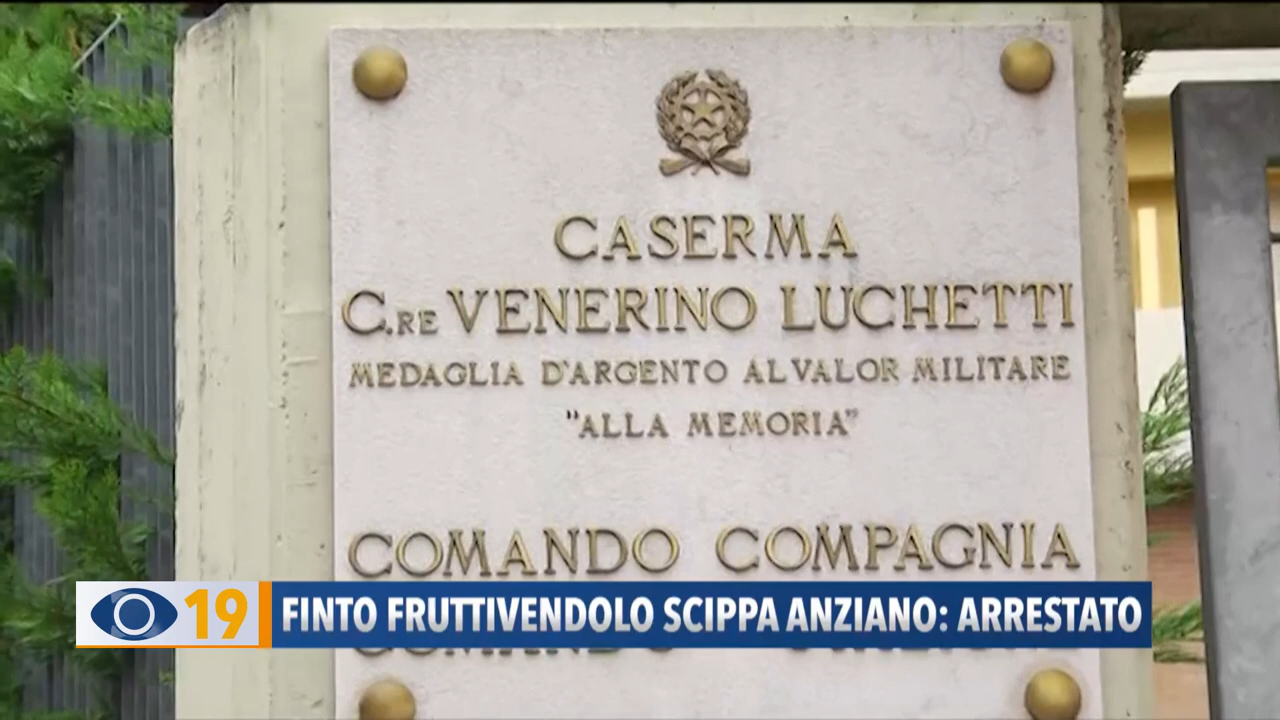 CASERMA
C.RE VENERINO LUCHETTI
MEDAGLIA D'ARGENTO AL VALOR MILITARE
"ALLA MEMORIA"
COMANDO COMPAGNIA
19 FINTO FRUTTIVENDOLO SCIPPA ANZIANO: ARRESTATO